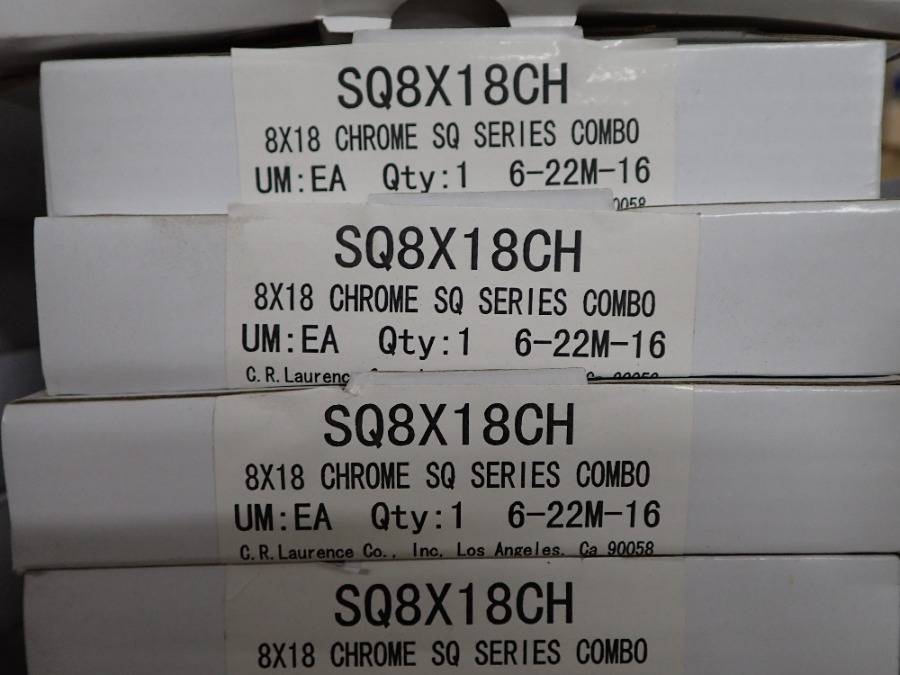 SQ8X18CH
8X18 CHROME SQ SERIES COMBO
UM:EA Qty:1 6-22M-16
90058
SQ8X18CH
8X18 CHROME SQ SERIES COMBO
UM:EA Qty:1 6-22M-16
C.R.Laurenc
SQ8X18CH
8X18 CHROME SQ SERIES COMBO
UM:EA Qty:1 6-22M-16
C.R.Laurence Co., Inc, Los Angeles, Ca 90058
SQ8X18CH
8X18 CHROME SQ SERIES COMBO